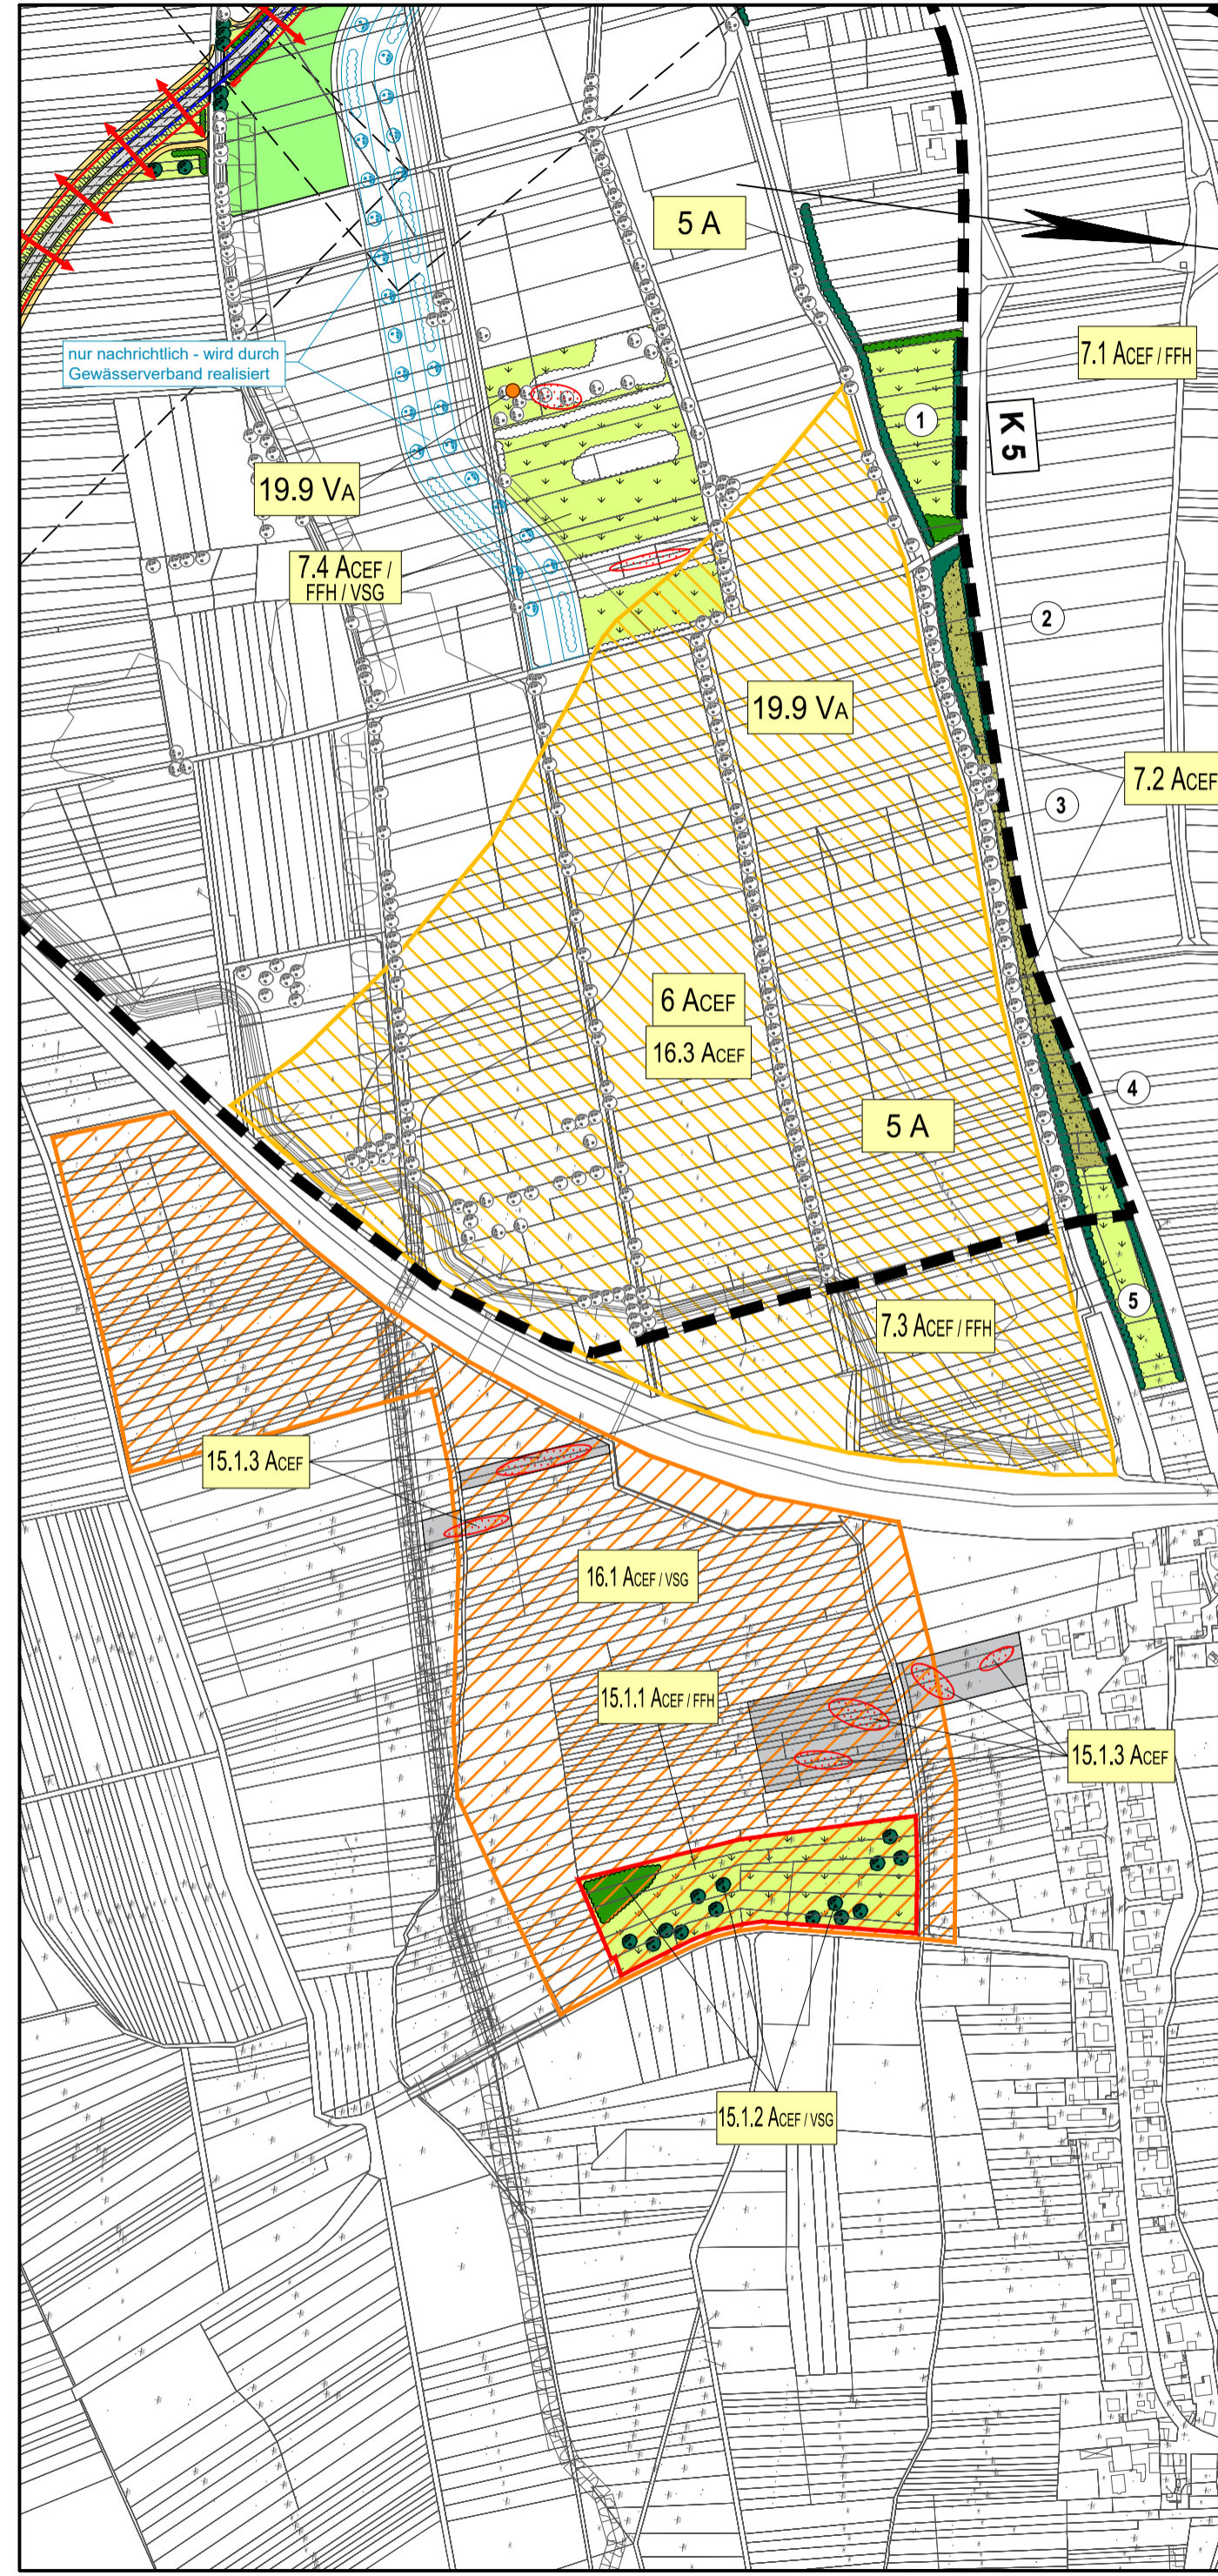 5 A
nur nachrichtlich - wird durch
Gewässerverband realisiert
7.1 ACEF / FFH
1
K 5
19.9 VA
7.4 ACEF /
FFH / VSG
2
19.9 VA
7.2 ACEF
3
6 ACEF
16.3 ACEF
4
5 A
5
7.3 ACEF / FFH
15.1.3 ACEF
16.1 ACEF / VSG
15.1.1 ACEF / FFH
15.1.3 ACEF
15.1.2 ACEF / VSG